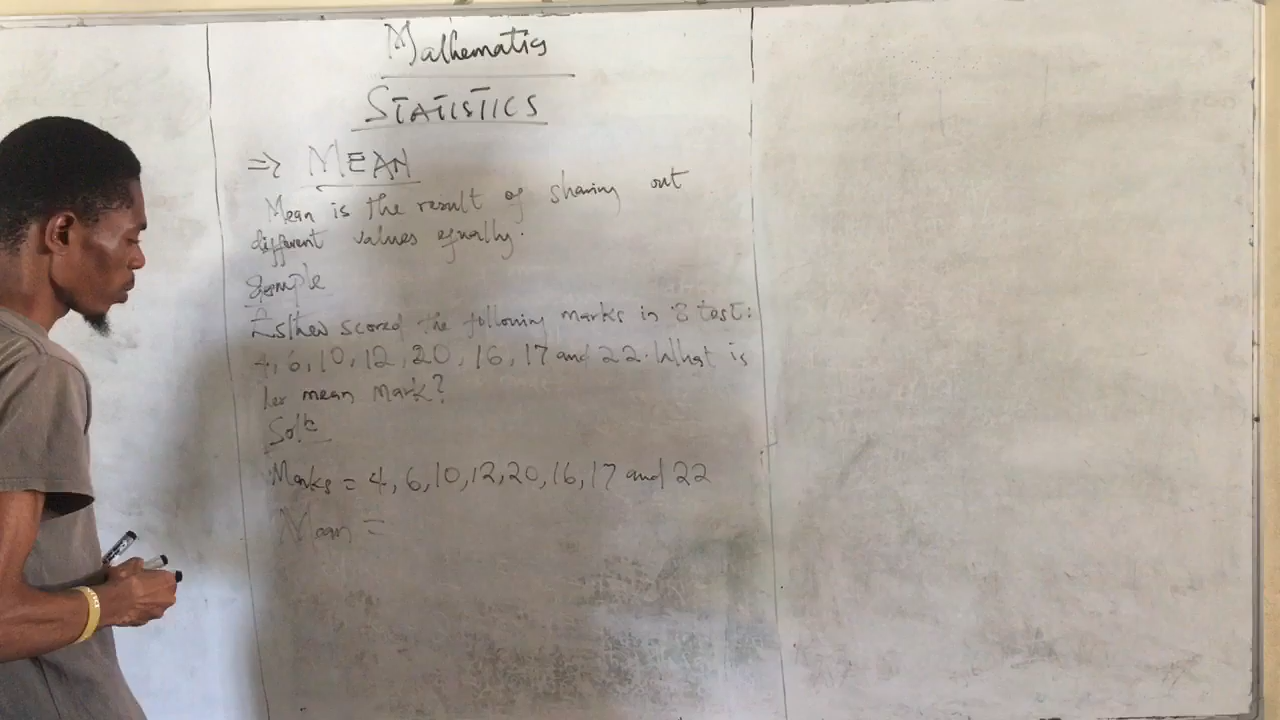 Mathematics
STATISTICS
⇒ MEAN
Mean is the result of sharing out
different values equally.
Example
Esther scored the following marks in 8 test:
4, 6, 10, 12, 20, 16, 17 and 22. What is
her mean mark?
Soln
Marks = 4, 6, 10, 12, 20, 16, 17 and 22
Mean =